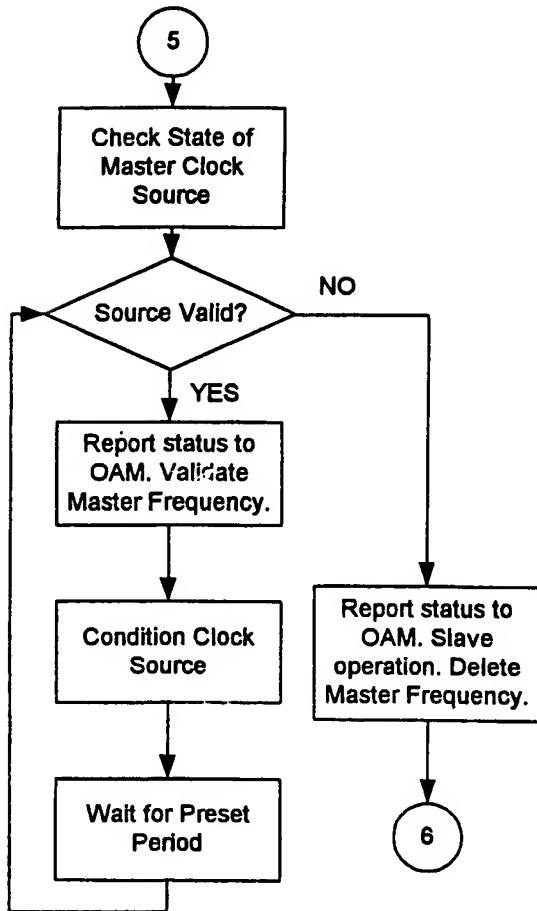 5
Check State of
Master Clock
Source
Source Valid?
NO
YES
Report status to
OAM. Validate
Master Frequency.
Condition Clock
Source
Report status to
OAM. Slave
operation. Delete
Master Frequency.
Wait for Preset
Period
6